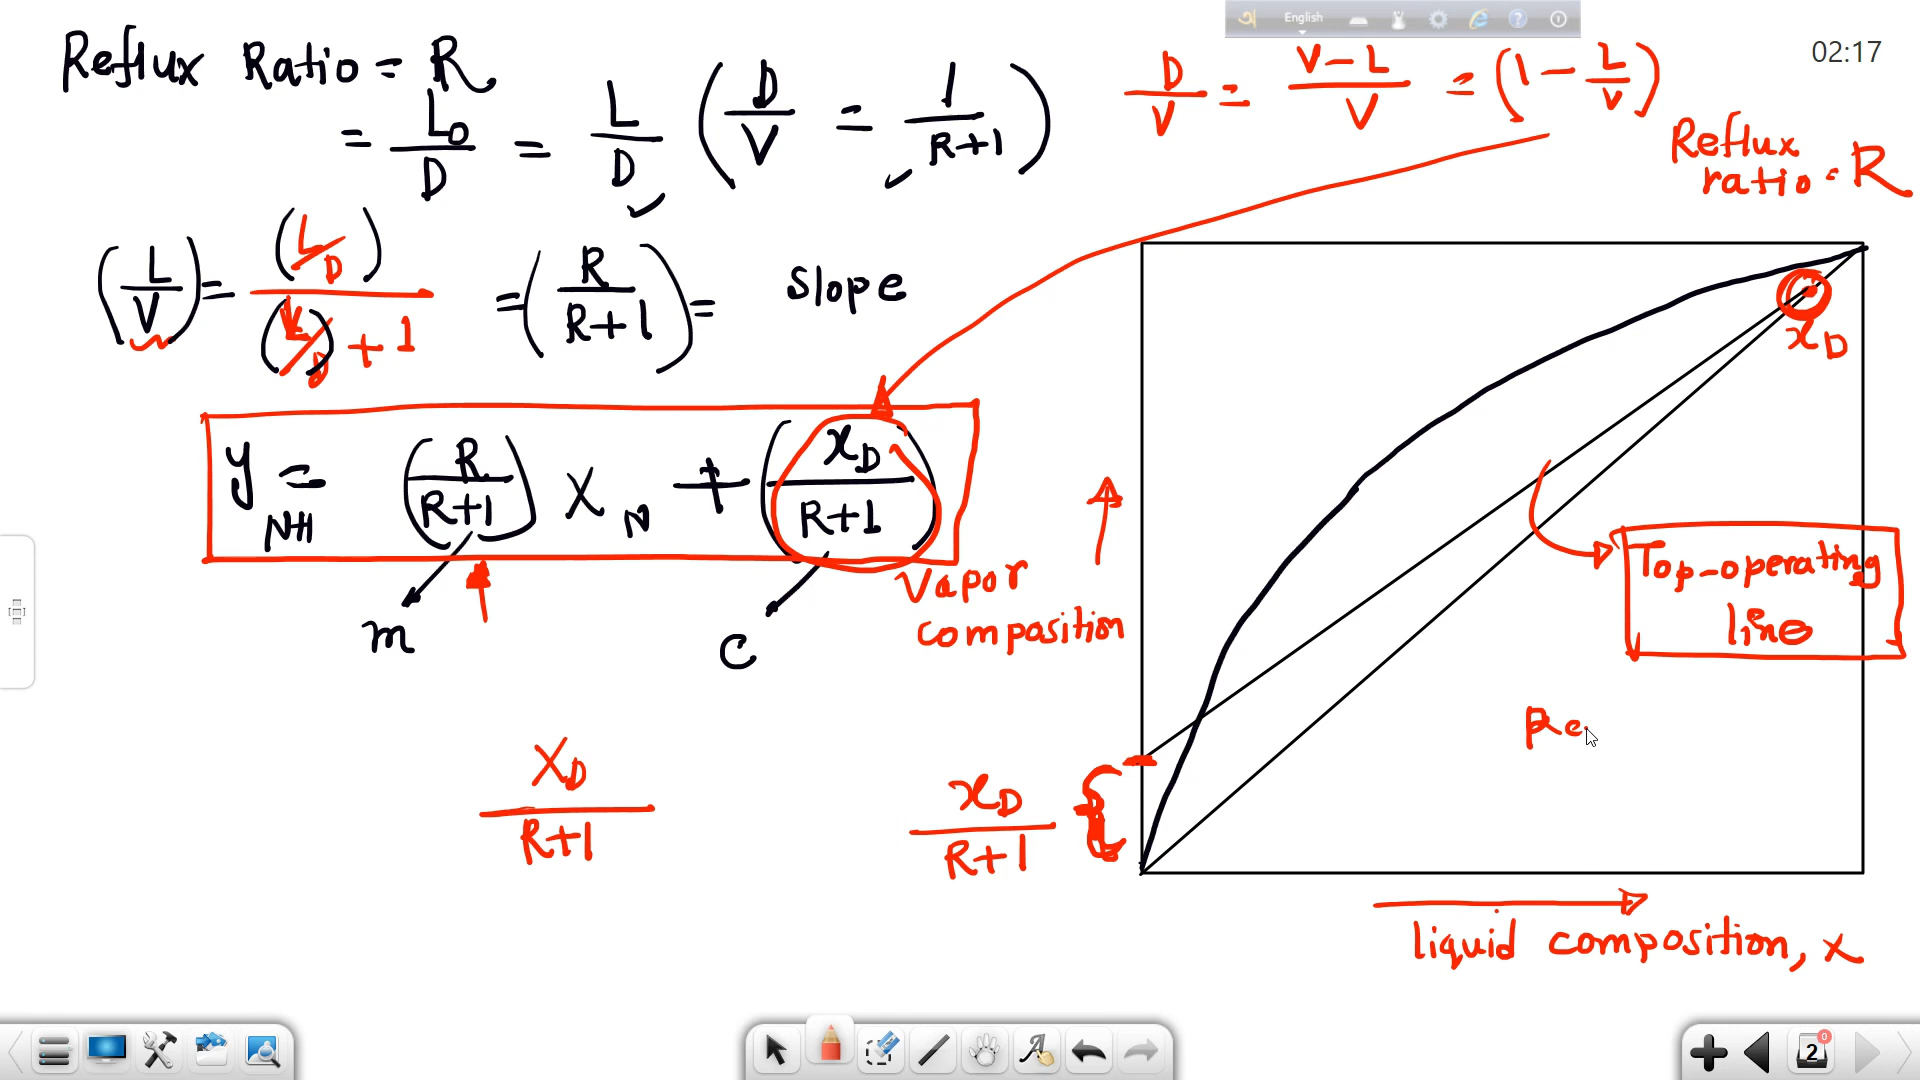 English
02:17
Reflux Ratio = R
= L₀/D = L/D (D/V = 1/(R+1))
D/V = (V-L)/V = (1 - L/V)
Reflux
ratio = R
(L/V) = (L/D)/((L/D) + 1) = (R/(R+1)) = Slope
x_D
y_N+1 = (R/(R+1)) x_N + (x_D/(R+1))
m
c
Vapor
composition
Top-operating
line
Re
x_D/(R+1)
x_D/(R+1)
liquid composition, x
2
0